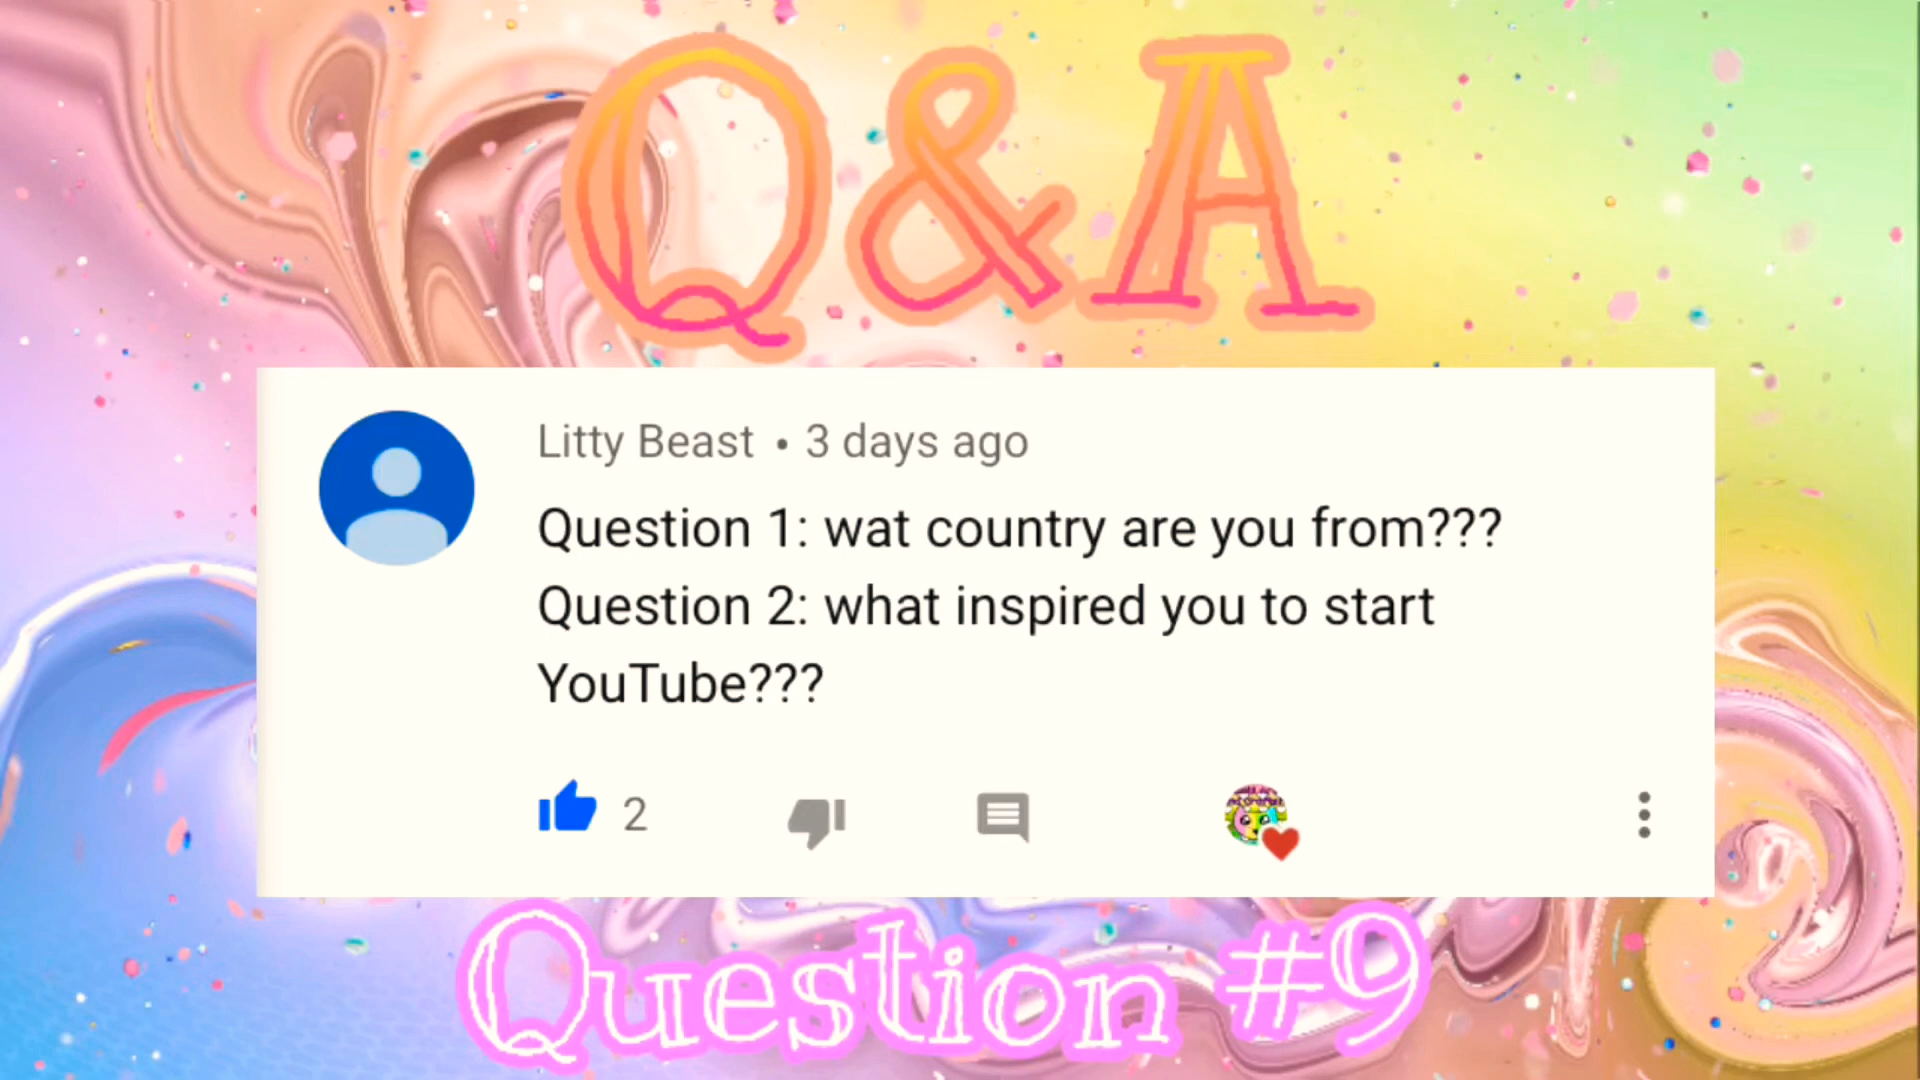 Q&A
Litty Beast • 3 days ago
Question 1: wat country are you from???
Question 2: what inspired you to start
YouTube???
2
Question #9